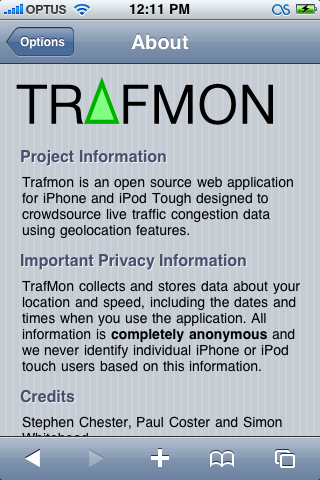 OPTUS 12:11 PM
Options About
TRAFMON
Project Information
Trafmon is an open source web application
for iPhone and iPod Tough designed to
crowdsource live traffic congestion data
using geolocation features.
Important Privacy Information
TrafMon collects and stores data about your
location and speed, including the dates and
times when you use the application. All
information is completely anonymous and
we never identify individual iPhone or iPod
touch users based on this information.
Credits
Stephen Chester, Paul Coster and Simon
Whitehead